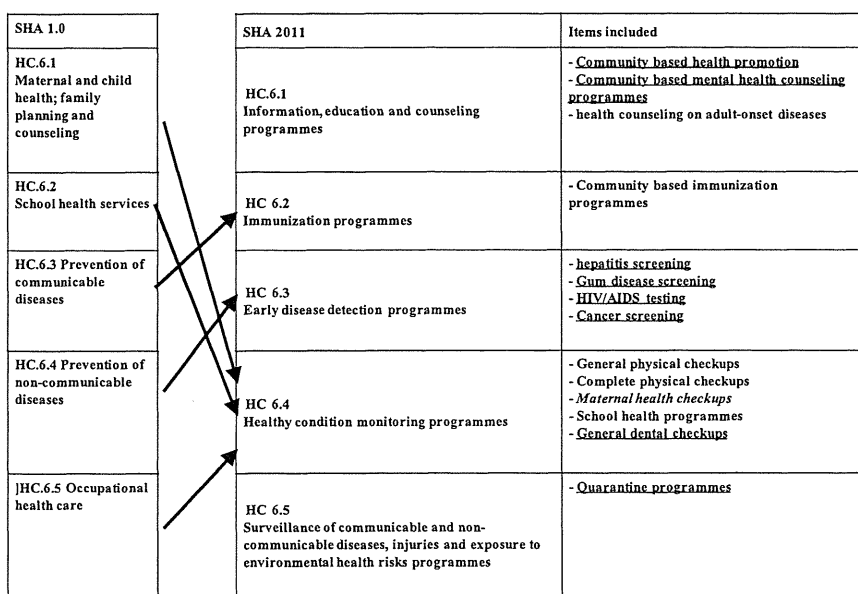 SHA 1.0
SHA 2011
Items included
HC.6.1
Maternal and child
health; family
planning and
counseling
HC.6.1
Information, education and counseling
programmes
- Community based health promotion
- Community based mental health counseling
programmes
- health counseling on adult-onset diseases
HC.6.2
School health services
HC 6.2
Immunization programmes
- Community based immunization
programmes
HC.6.3 Prevention of
communicable
diseases
HC 6.3
Early disease detection programmes
- hepatitis screening
- Gum disease screening
- HIV/AIDS testing
- Cancer screening
HC.6.4 Prevention of
non-communicable
diseases
HC 6.4
Healthy condition monitoring programmes
- General physical checkups
- Complete physical checkups
- Maternal health checkups
- School health programmes
- General dental checkups
]HC.6.5 Occupational
health care
HC 6.5
Surveillance of communicable and non-
communicable diseases, injuries and exposure to
environmental health risks programmes
- Quarantine programmes